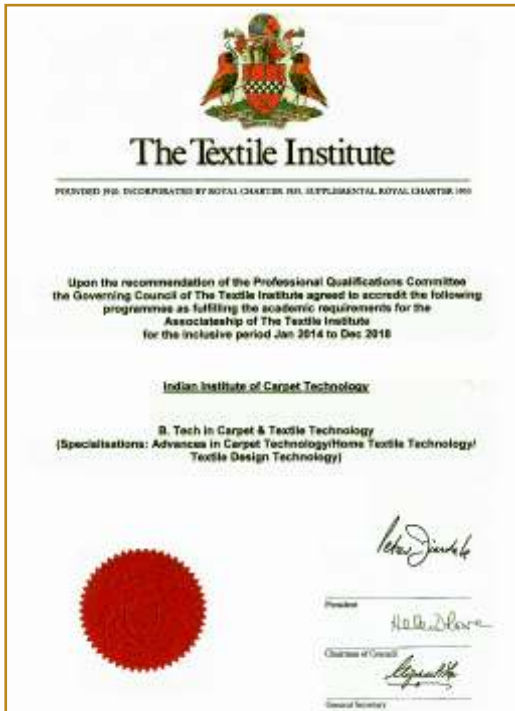 The Textile Institute
FOUNDED 1910. INCORPORATED BY ROYAL CHARTER 1925. SUPPLEMENTAL ROYAL CHARTER 1955
Upon the recommendation of the Professional Qualifications Committee
the Governing Council of The Textile Institute agreed to accredit the following
programmes as fulfilling the academic requirements for the
Associateship of The Textile Institute
for the inclusive period Jan 2014 to Dec 2018
Indian Institute of Carpet Technology
B. Tech in Carpet & Textile Technology
(Specialisations: Advances in Carpet Technology/Home Textile Technology/
Textile Design Technology)
President
Chairman of Council
General Secretary